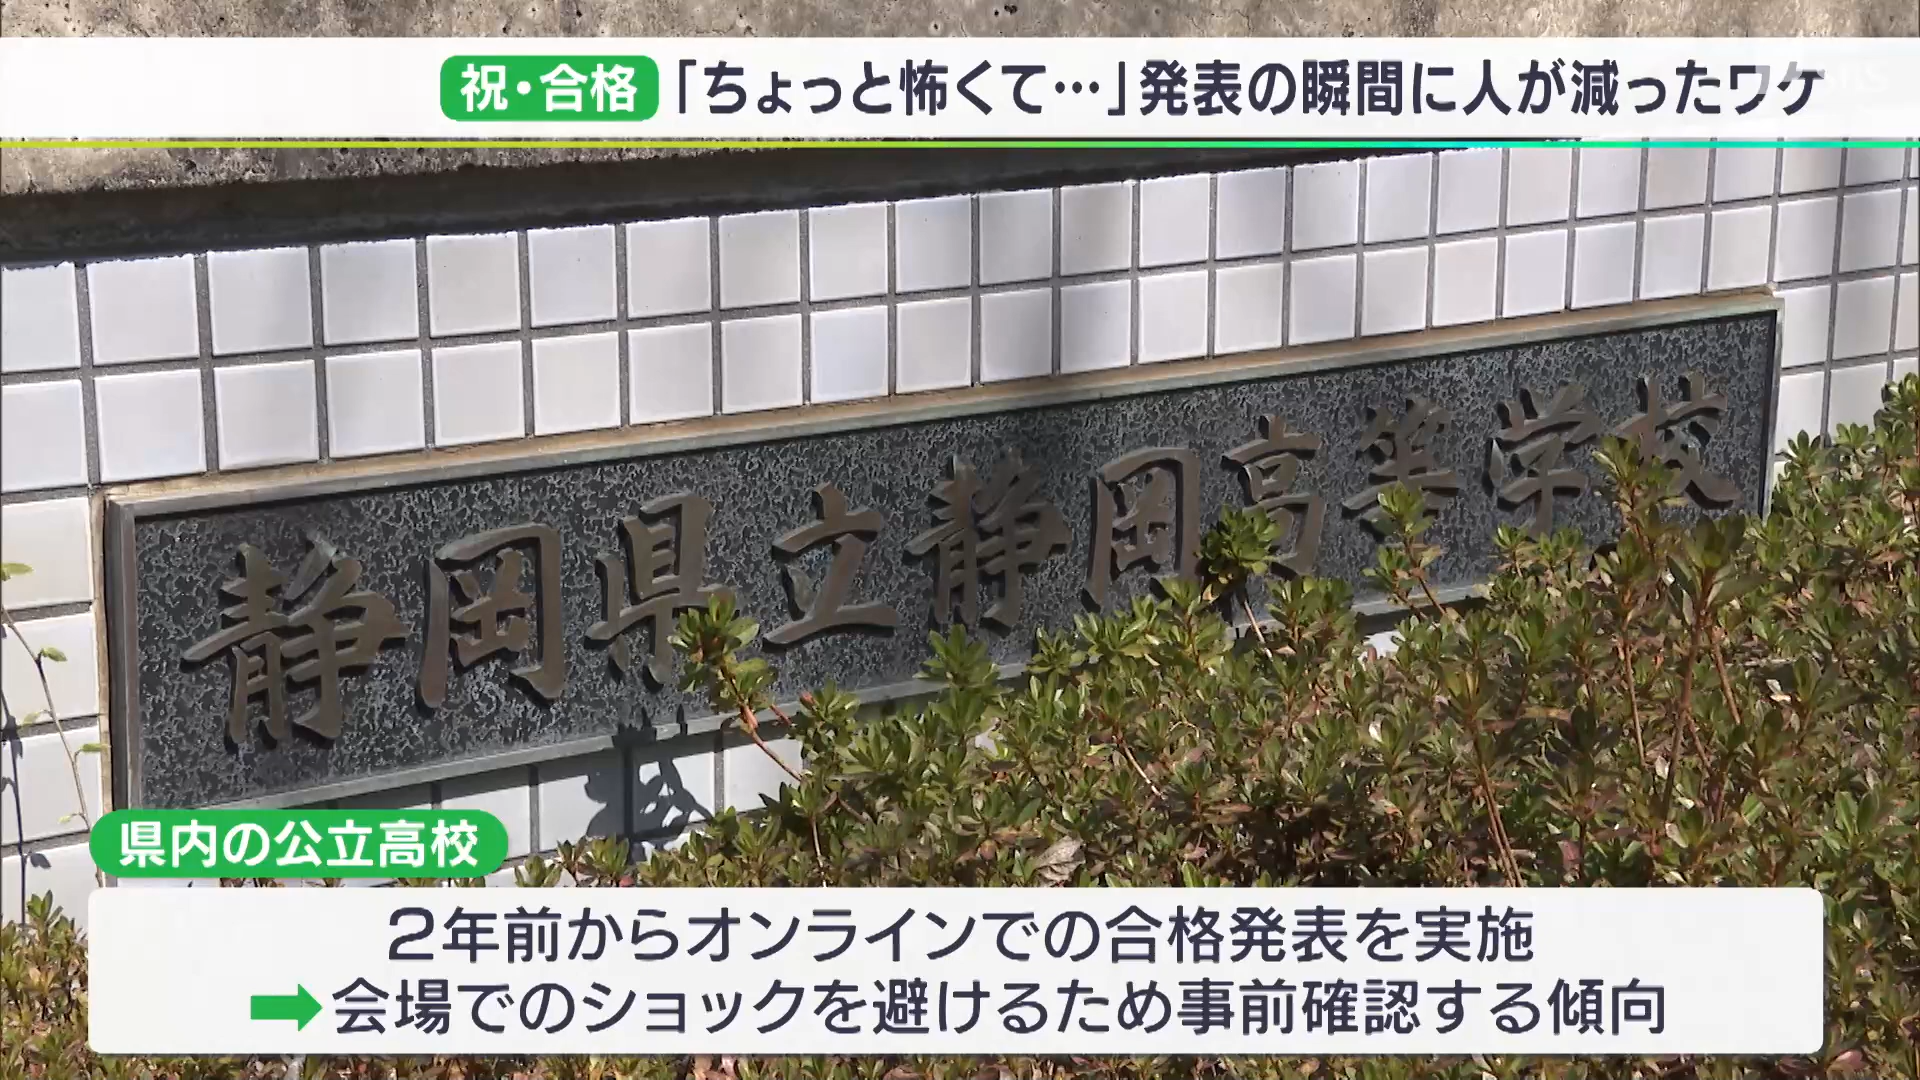 祝・合格「ちょっと怖くて…」発表の瞬間に人が減ったワケ
静岡県立静岡高等学校
県内の公立高校
2年前からオンラインでの合格発表を実施
➡会場でのショックを避けるため事前確認する傾向